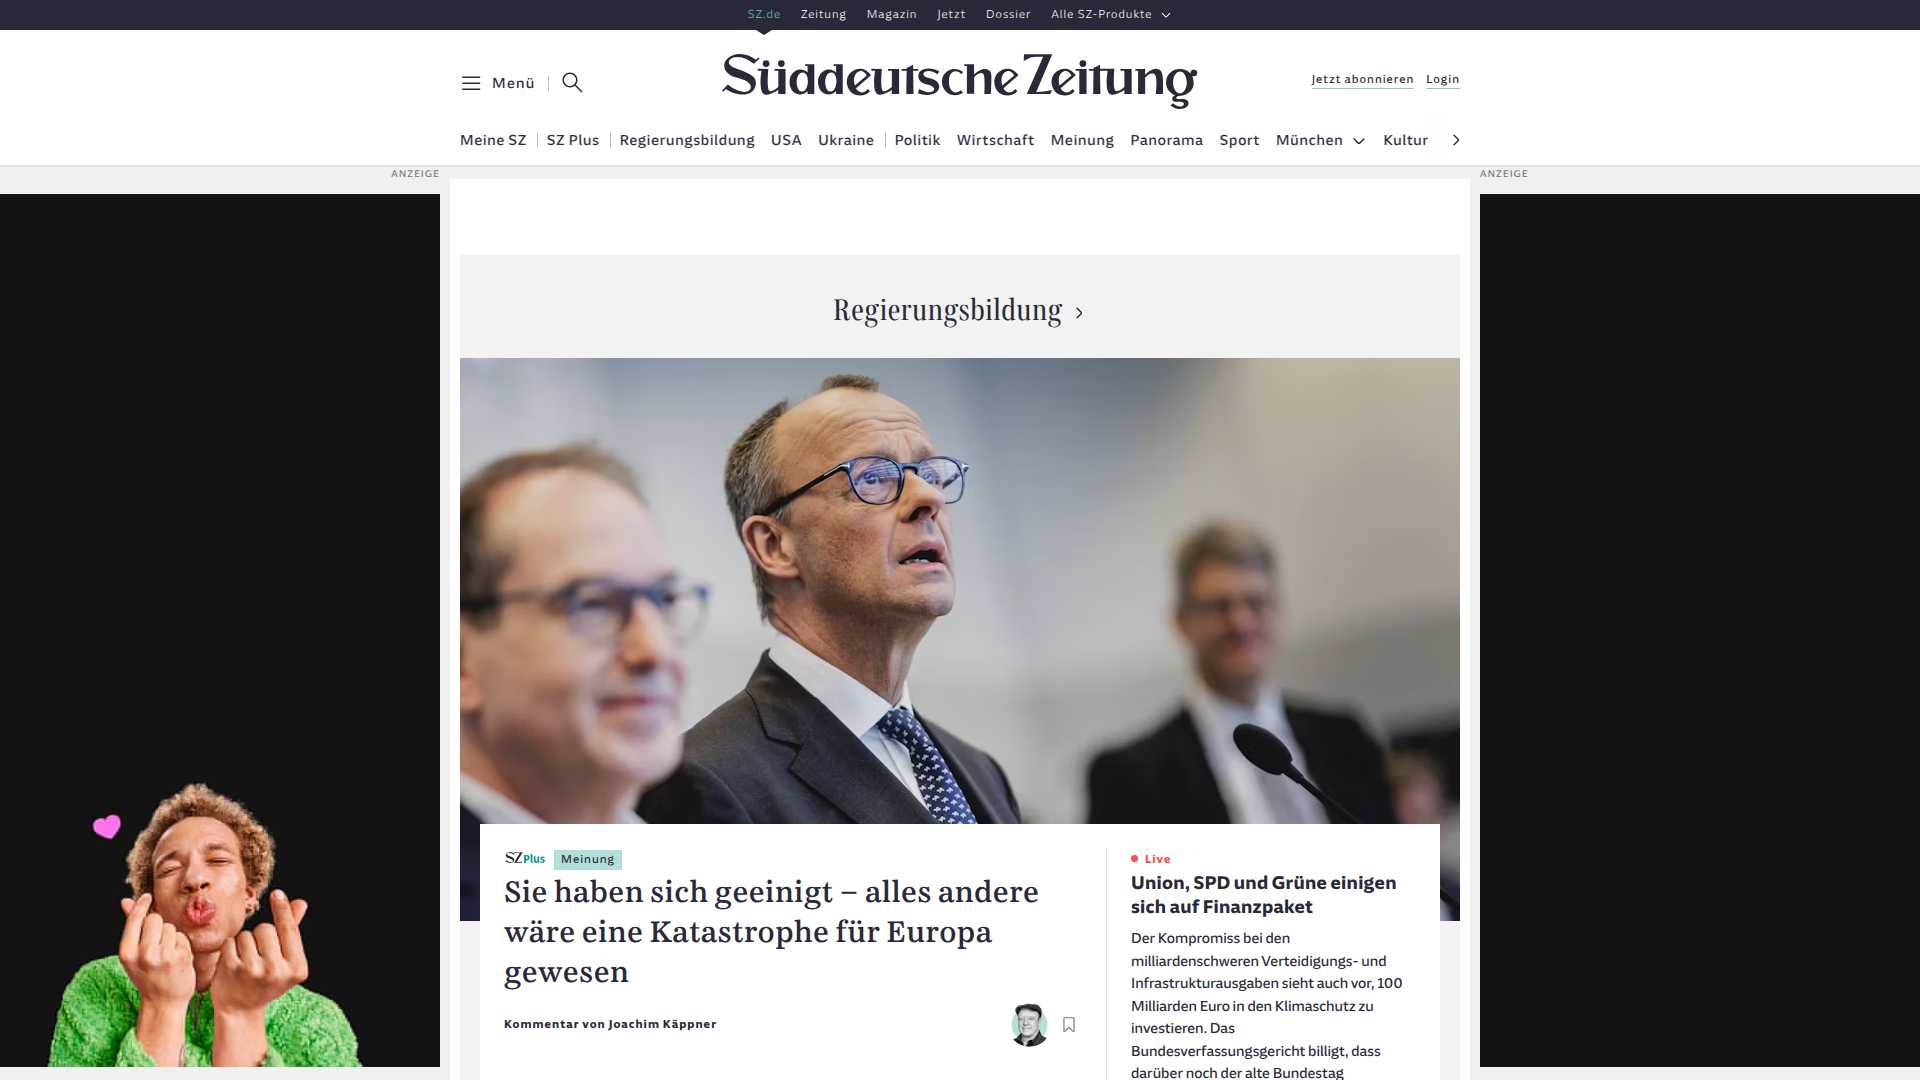 SZ.de Zeitung Magazin Jetzt Dossier Alle SZ-Produkte
Menü
Süddeutsche Zeitung
Jetzt abonnieren Login
Meine SZ SZ Plus Regierungsbildung USA Ukraine Politik Wirtschaft Meinung Panorama Sport München Kultur
ANZEIGE
ANZEIGE
Regierungsbildung
SZ Plus Meinung
Sie haben sich geeinigt – alles andere
wäre eine Katastrophe für Europa
gewesen
Kommentar von Joachim Käppner
Live
Union, SPD und Grüne einigen
sich auf Finanzpaket
Der Kompromiss bei den
milliardenschweren Verteidigungs- und
Infrastrukturausgaben sieht auch vor, 100
Milliarden Euro in den Klimaschutz zu
investieren. Das
Bundesverfassungsgericht billigt, dass
darüber noch der alte Bundestag